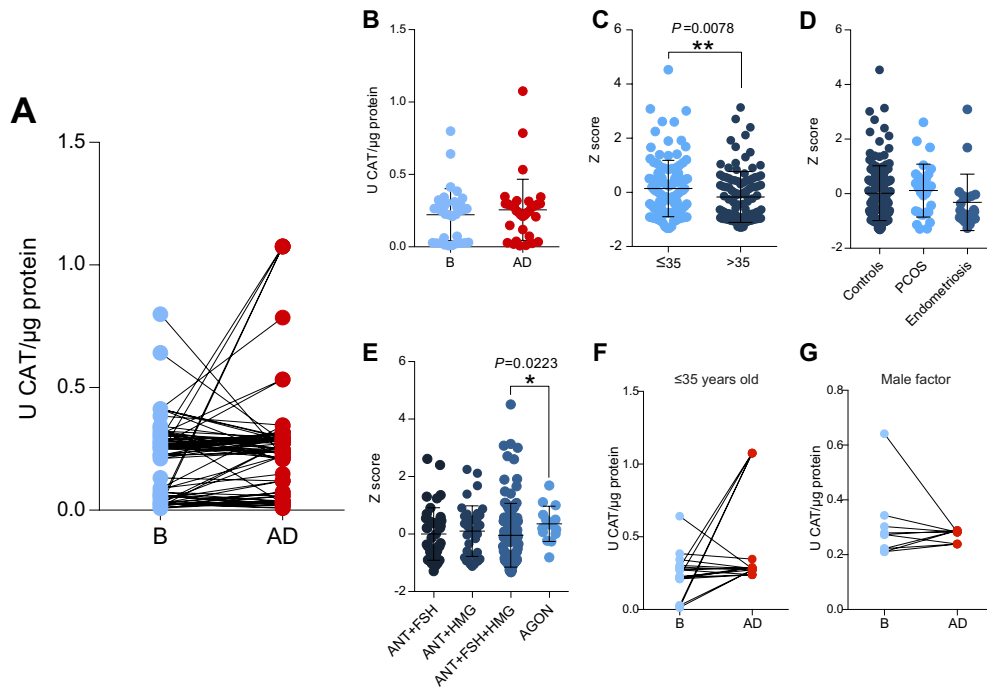 A
U CAT/µg protein
1.5
1.0
0.5
0.0
B
AD
B
U CAT/µg protein
1.5
1.0
0.5
0.0
B
AD
C
P=0.0078
**
Z score
6
4
2
0
-2
≤35
>35
D
Z score
6
4
2
0
-2
Controls
PCOS
Endometriosis
E
P=0.0223
*
Z score
6
4
2
0
-2
ANT+FSH
ANT+HMG
ANT+FSH+HMG
AGON
F
≤35 years old
U CAT/µg protein
1.5
1.0
0.5
0.0
B
AD
G
Male factor
U CAT/µg protein
0.8
0.6
0.4
0.2
0.0
B
AD